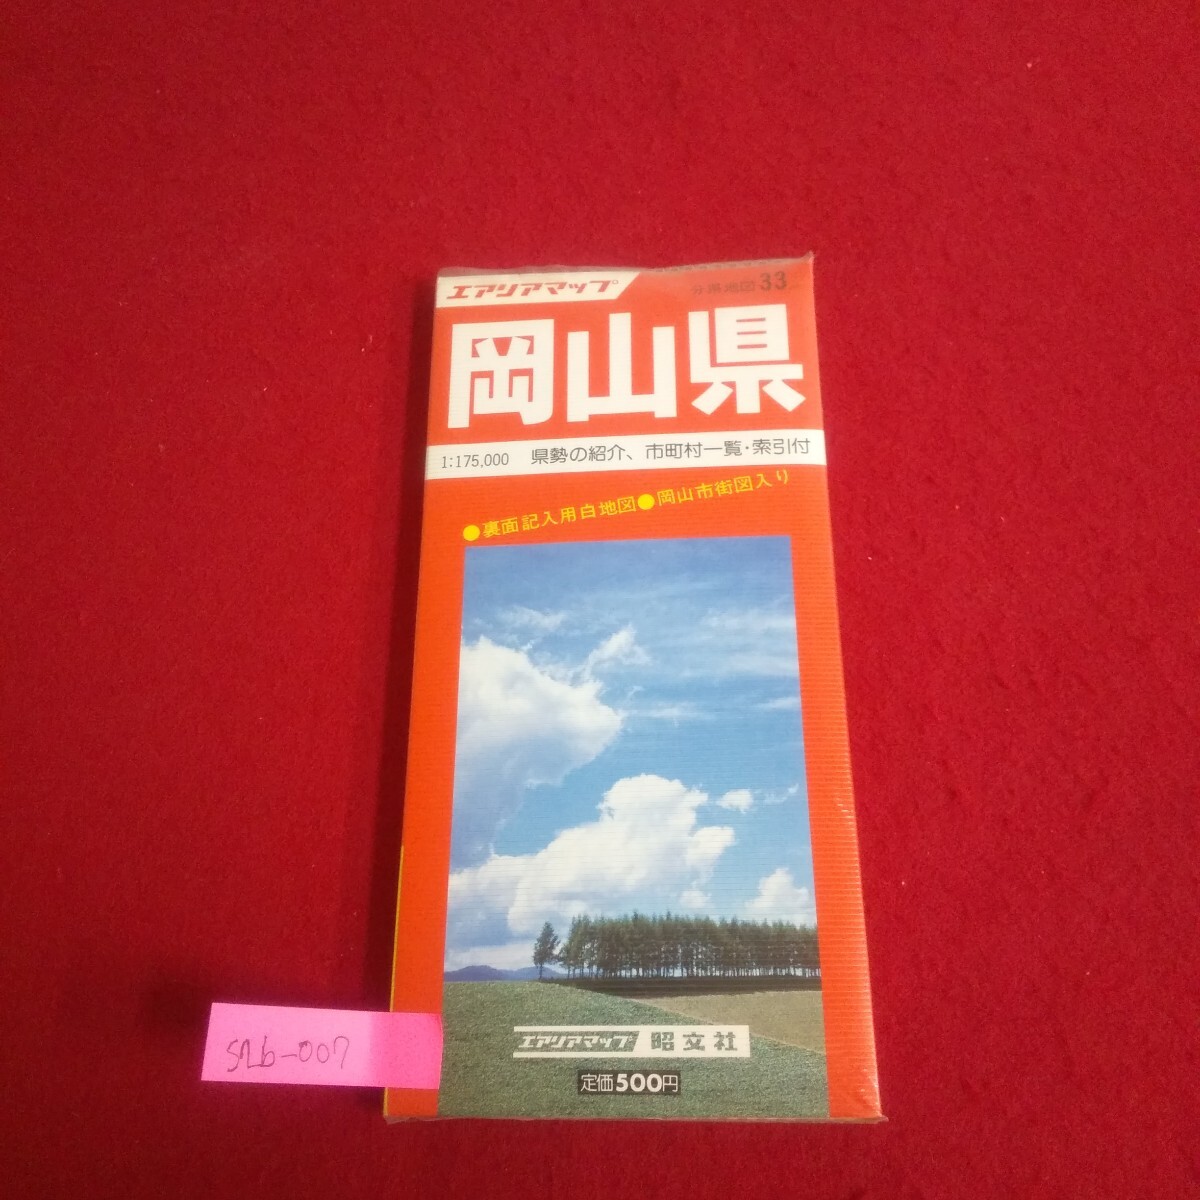 エアリアマップ
分県地図33
岡山県
1:175,000 県勢の紹介、市町村一覧・索引付
●裏面記入用白地図●岡山市街図入り
エアリアマップ 昭文社
定価500円
S26-007